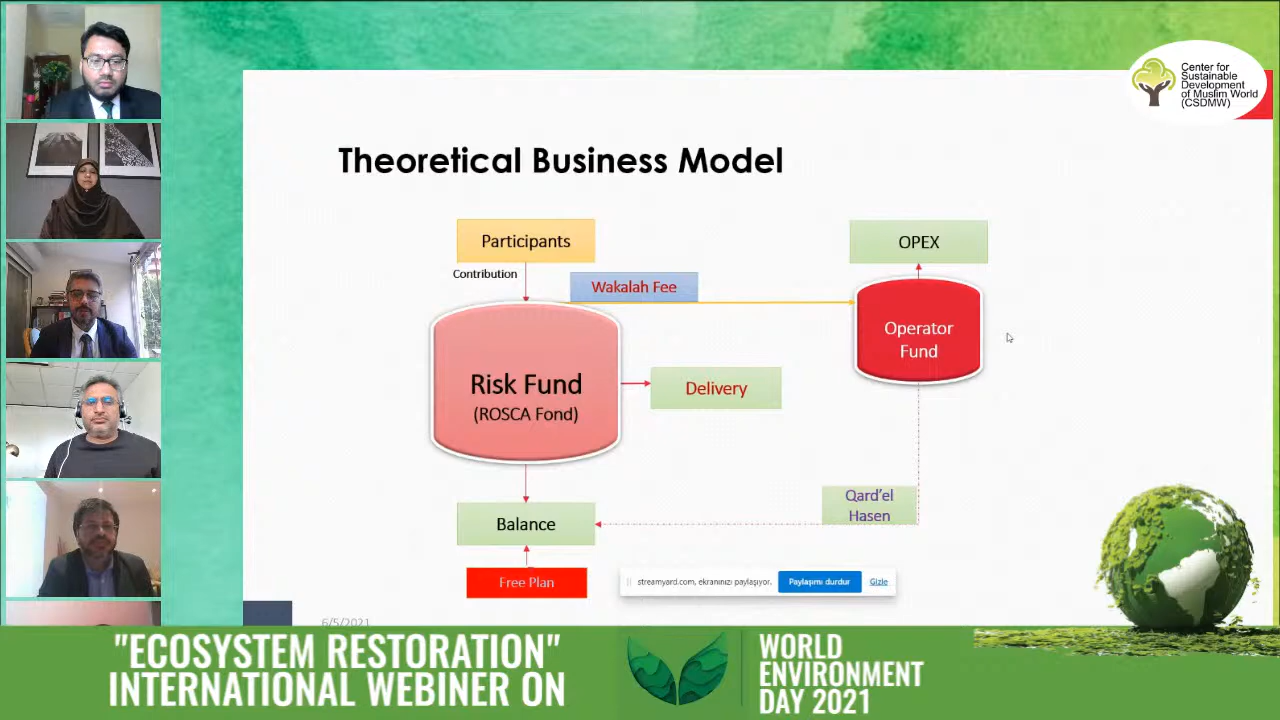 Center for
Sustainable
Development
of Muslim World
(CSDMW)
Theoretical Business Model
Participants
OPEX
Contribution
Wakalah Fee
Operator
Fund
Risk Fund
(ROSCA Fond)
Delivery
Qard'el
Hasen
Balance
Free Plan
streamyard.com, ekranınızı paylaşıyor.
Paylaşımı durdur
Gizle
6/5/2021
"ECOSYSTEM RESTORATION"
INTERNATIONAL WEBINER ON
WORLD
ENVIRONMENT
DAY 2021